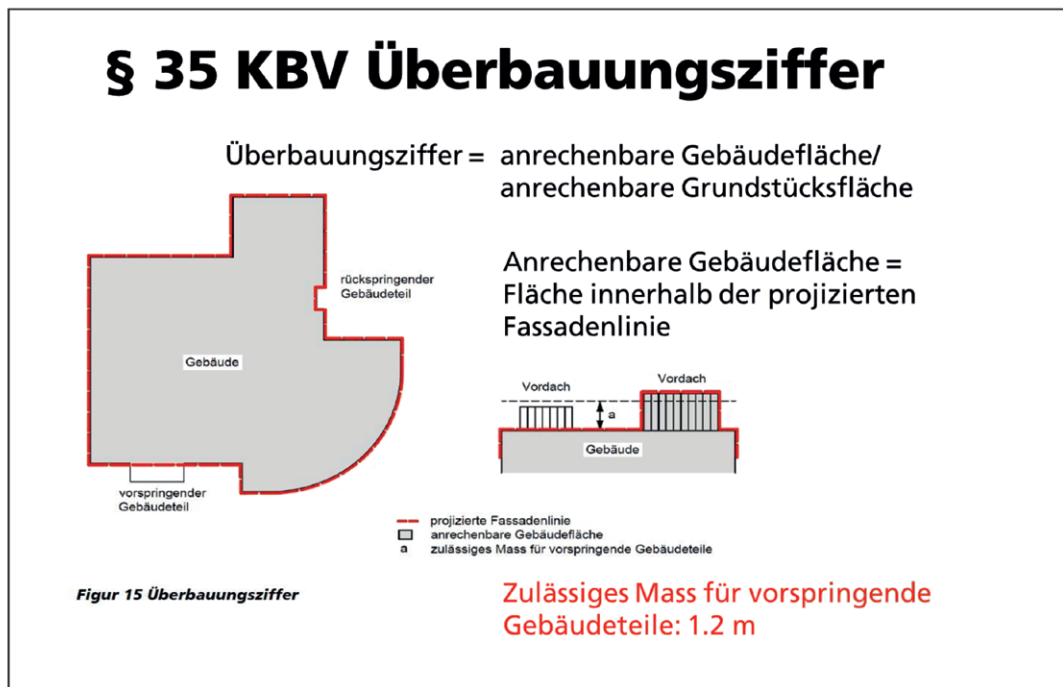 § 35 KBV Überbauungsziffer
Überbauungsziffer = anrechenbare Gebäudefläche/
anrechenbare Grundstücksfläche
rückspringender
Gebäudeteil
Gebäude
vorspringender
Gebäudeteil
Anrechenbare Gebäudefläche =
Fläche innerhalb der projizierten
Fassadenlinie
Vordach
Vordach
a
Gebäude
projizierte Fassadenlinie
anrechenbare Gebäudefläche
a zulässiges Mass für vorspringende Gebäudeteile
Figur 15 Überbauungsziffer
Zulässiges Mass für vorspringende
Gebäudeteile: 1.2 m